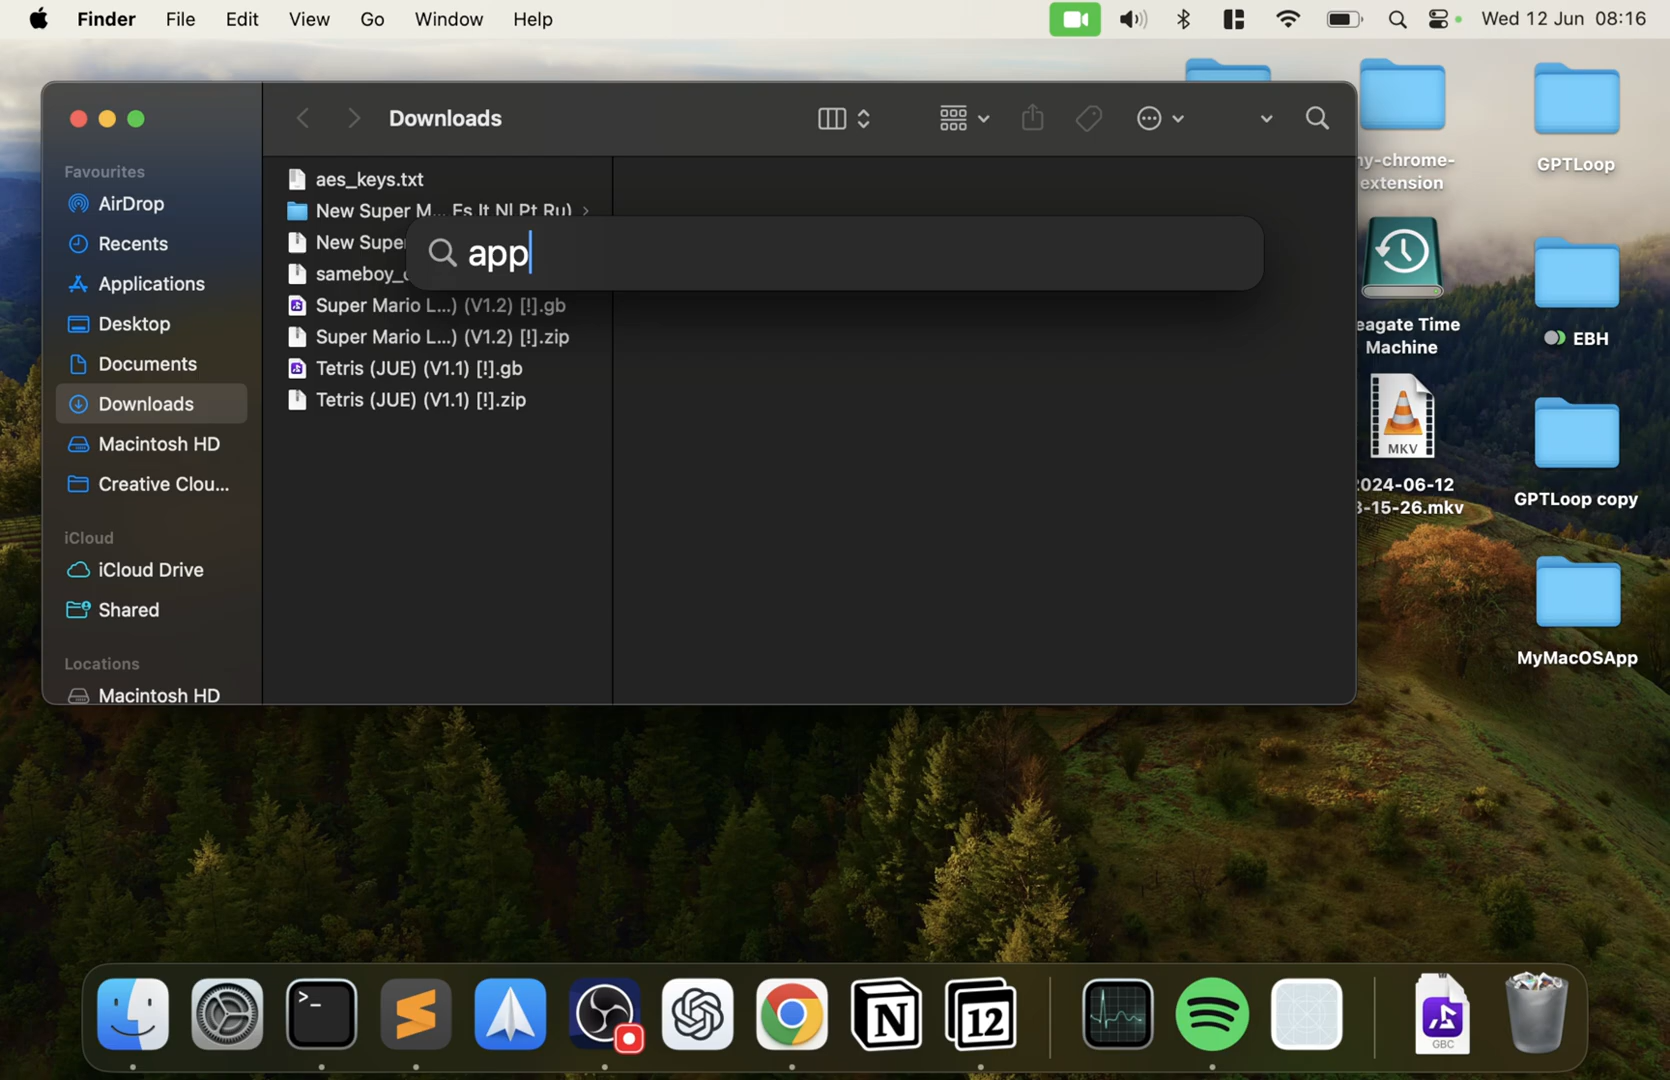 Finder File Edit View Go Window Help Wed 12 Jun 08:16
Downloads
Favourites
AirDrop
Recents
Applications
Desktop
Documents
Downloads
Macintosh HD
Creative Clou...
iCloud
iCloud Drive
Shared
Locations
Macintosh HD
aes_keys.txt
New Super M... Es It Nl Pt Ru)
New Super
sameboy_
Super Mario L...) (V1.2) [!].gb
Super Mario L...) (V1.2) [!].zip
Tetris (JUE) (V1.1) [!].gb
Tetris (JUE) (V1.1) [!].zip
app
ny-chrome-
extension
GPTLoop
eagate Time
Machine
EBH
MKV
024-06-12
3-15-26.mkv
GPTLoop copy
MyMacOSApp
>_
N
12
GBC